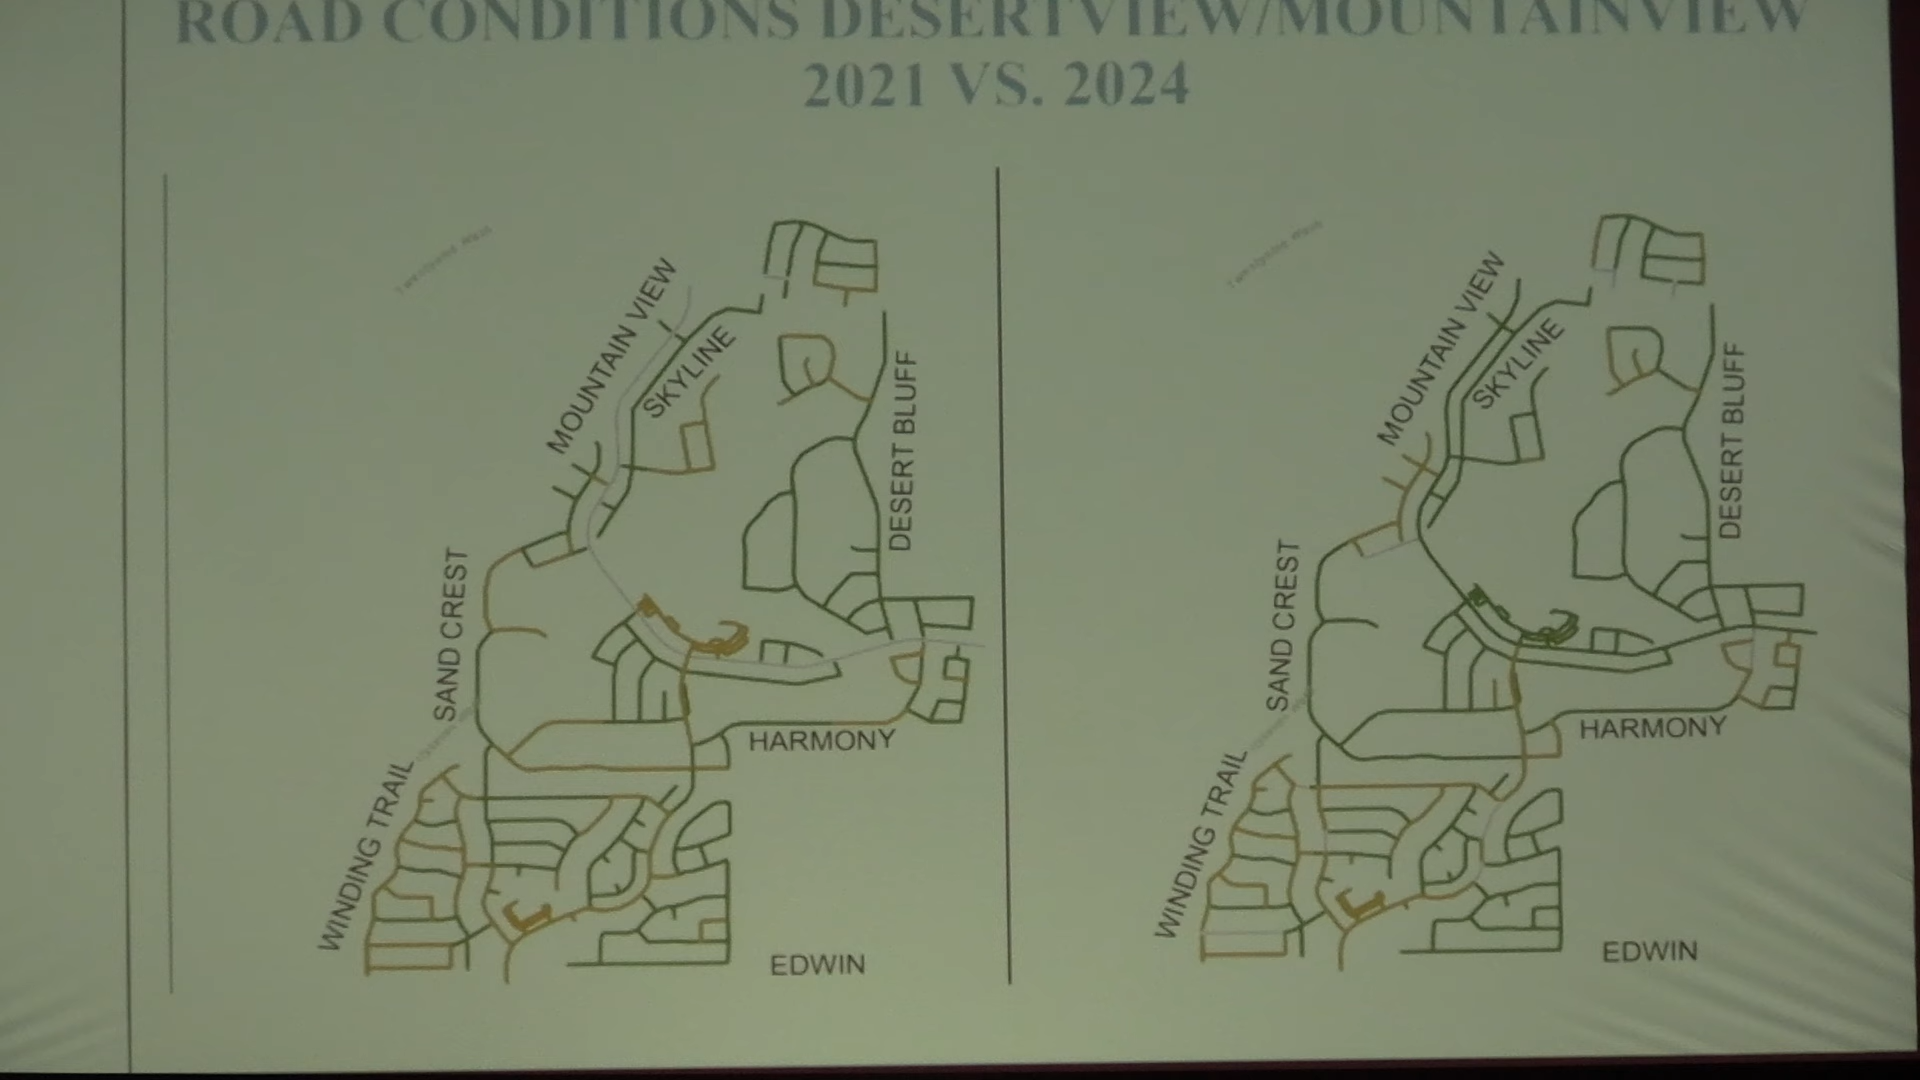 ROAD CONDITIONS DESERTVIEW/MOUNTAINVIEW
2021 VS. 2024
MOUNTAIN VIEW
SKYLINE
DESERT BLUFF
SAND CREST
HARMONY
WINDING TRAIL
EDWIN
MOUNTAIN VIEW
SKYLINE
DESERT BLUFF
SAND CREST
HARMONY
WINDING TRAIL
EDWIN